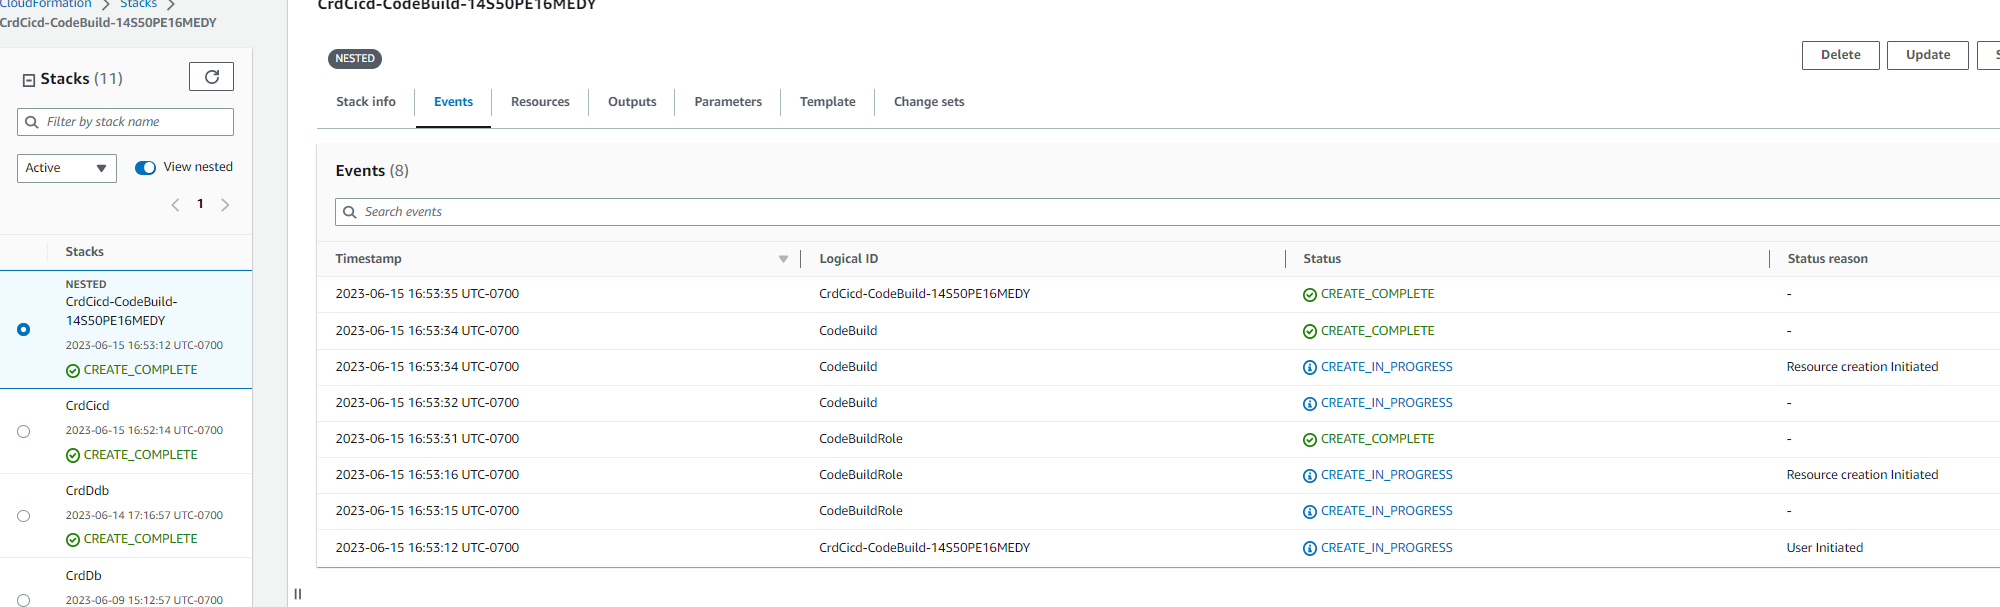 CloudFormation > Stacks >
CrdCicd-CodeBuild-14S50PE16MEDY
Stacks (11)
Filter by stack name
Active
View nested
< 1 >
Stacks
NESTED
CrdCicd-CodeBuild-
14S50PE16MEDY
2023-06-15 16:53:12 UTC-0700
CREATE_COMPLETE
CrdCicd
2023-06-15 16:52:14 UTC-0700
CREATE_COMPLETE
CrdDdb
2023-06-14 17:16:57 UTC-0700
CREATE_COMPLETE
CrdDb
2023-06-09 15:12:57 UTC-0700
CrdCicd-CodeBuild-14S50PE16MEDY
NESTED
Delete Update
Stack info Events Resources Outputs Parameters Template Change sets
Events (8)
Search events
Timestamp Logical ID Status Status reason
2023-06-15 16:53:35 UTC-0700 CrdCicd-CodeBuild-14S50PE16MEDY CREATE_COMPLETE -
2023-06-15 16:53:34 UTC-0700 CodeBuild CREATE_COMPLETE -
2023-06-15 16:53:34 UTC-0700 CodeBuild CREATE_IN_PROGRESS Resource creation Initiated
2023-06-15 16:53:32 UTC-0700 CodeBuild CREATE_IN_PROGRESS -
2023-06-15 16:53:31 UTC-0700 CodeBuildRole CREATE_COMPLETE -
2023-06-15 16:53:16 UTC-0700 CodeBuildRole CREATE_IN_PROGRESS Resource creation Initiated
2023-06-15 16:53:15 UTC-0700 CodeBuildRole CREATE_IN_PROGRESS -
2023-06-15 16:53:12 UTC-0700 CrdCicd-CodeBuild-14S50PE16MEDY CREATE_IN_PROGRESS User Initiated